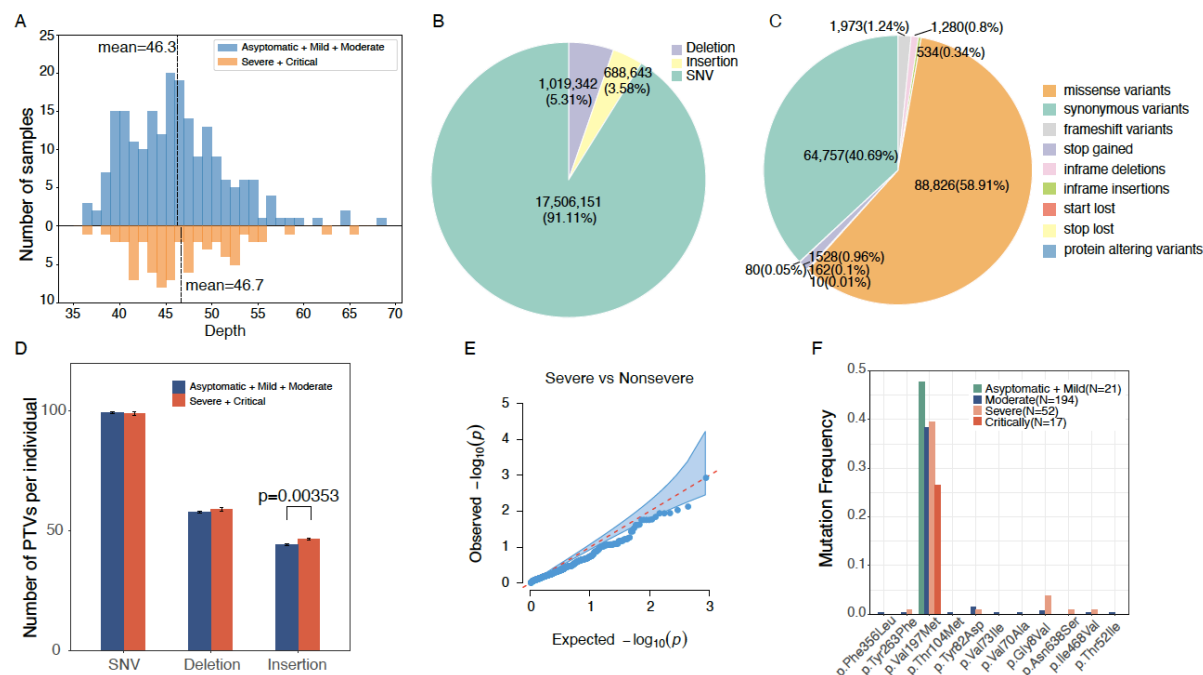 A
mean=46.3
Asyptomatic + Mild + Moderate
Severe + Critical
Number of samples
25
20
15
10
5
0
5
10
mean=46.7
35 40 45 50 55 60 65 70
Depth
B
Deletion
Insertion
SNV
1,019,342
(5.31%)
688,643
(3.58%)
17,506,151
(91.11%)
C
1,973(1.24%)
1,280(0.8%)
534(0.34%)
64,757(40.69%)
88,826(58.91%)
1528(0.96%)
80(0.05%)
162(0.1%)
10(0.01%)
missense variants
synonymous variants
frameshift variants
stop gained
inframe deletions
inframe insertions
start lost
stop lost
protein altering variants
D
Asyptomatic + Mild + Moderate
Severe + Critical
Number of PTVs per individual
100
50
0
p=0.00353
SNV Deletion Insertion
E
Severe vs Nonsevere
Observed −log10(p)
5
4
3
2
1
0
0 1 2 3
Expected −log10(p)
F
Asyptomatic + Mild(N=21)
Moderate(N=194)
Severe(N=52)
Critically(N=17)
Mutation Frequency
0.5
0.4
0.3
0.2
0.1
0.0
p.Phe356Leu
p.Tyr263Phe
p.Val197Met
p.Thr104Met
p.Tyr82Asp
p.Val73Ile
p.Val70Ala
p.Gly8Val
p.Asn638Ser
p.Ile468Val
p.Thr52Ile